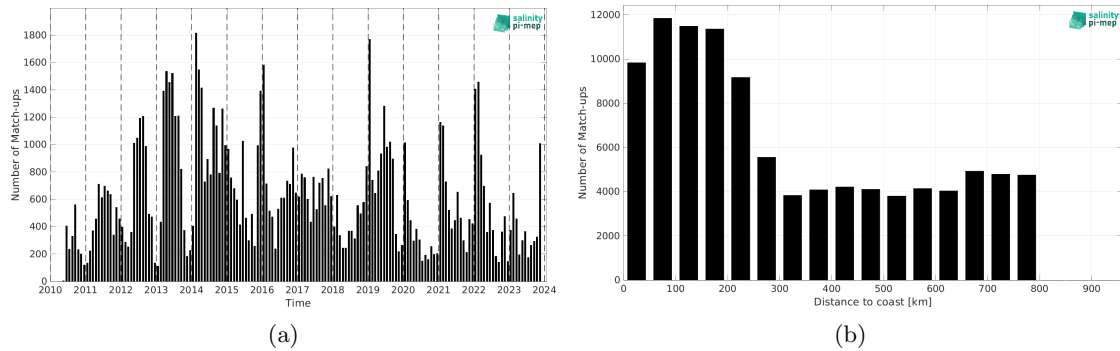 salinity
pi-mep
1800
1600
1400
1200
1000
800
600
400
200
0
Number of Match-ups
2010 2011 2012 2013 2014 2015 2016 2017 2018 2019 2020 2021 2022 2023 2024
Time
(a)
salinity
pi-mep
12000
10000
8000
6000
4000
2000
0
Number of Match-ups
0 100 200 300 400 500 600 700 800 900
Distance to coast [km]
(b)